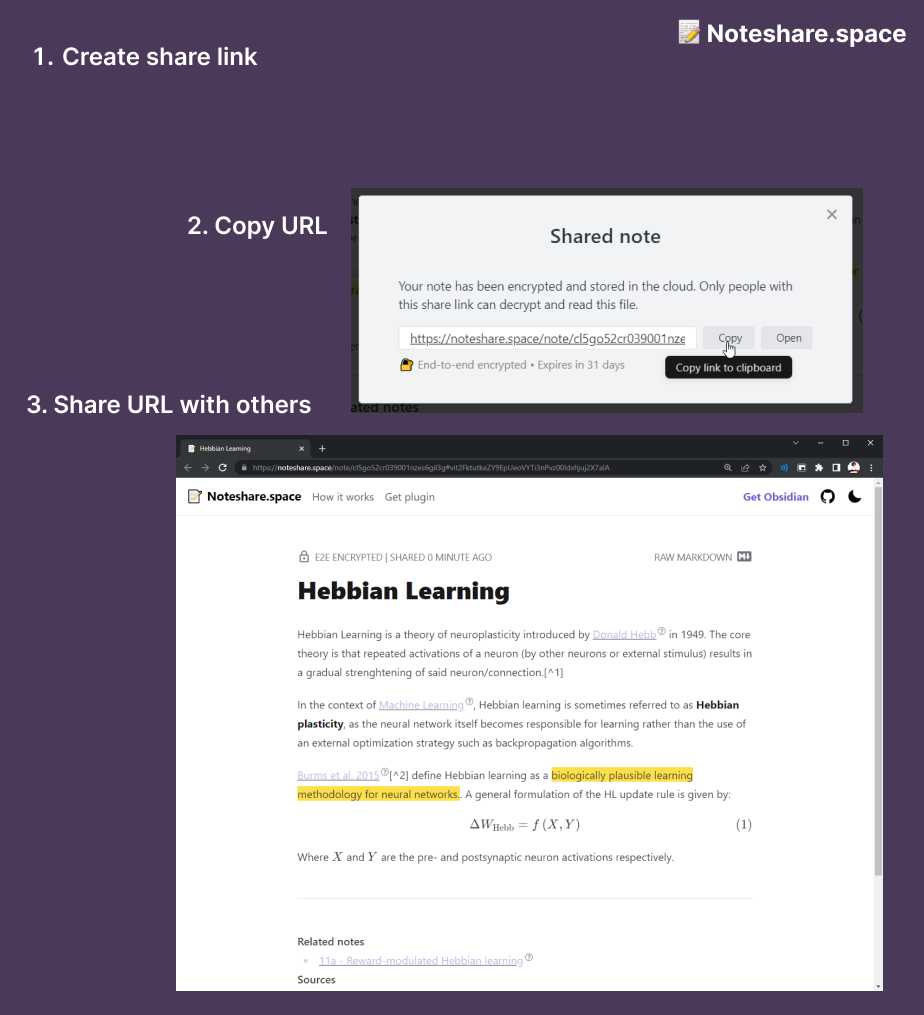 Noteshare.space
1. Create share link
2. Copy URL
Shared note
Your note has been encrypted and stored in the cloud. Only people with
this share link can decrypt and read this file.
https://noteshare.space/note/cl5go52cr039001nze
Copy
Open
End-to-end encrypted • Expires in 31 days
Copy link to clipboard
ated notes
3. Share URL with others
Hebbian Learning
Noteshare.space
How it works
Get plugin
Get Obsidian
E2E ENCRYPTED | SHARED 0 MINUTE AGO
RAW MARKDOWN
Hebbian Learning
Hebbian Learning is a theory of neuroplasticity introduced by Donald Hebb in 1949. The core
theory is that repeated activations of a neuron (by other neurons or external stimulus) results in
a gradual strenghtening of said neuron/connection.[^1]
In the context of Machine Learning, Hebbian learning is sometimes referred to as Hebbian
plasticity, as the neural network itself becomes responsible for learning rather than the use of
an external optimization strategy such as backpropagation algorithms.
Burms et al. 2015[^2] define Hebbian learning as a biologically plausible learning
methodology for neural networks.. A general formulation of the HL update rule is given by:
ΔW_Hebb = f (X, Y) (1)
Where X and Y are the pre- and postsynaptic neuron activations respectively.
Related notes
11a - Reward-modulated Hebbian learning
Sources